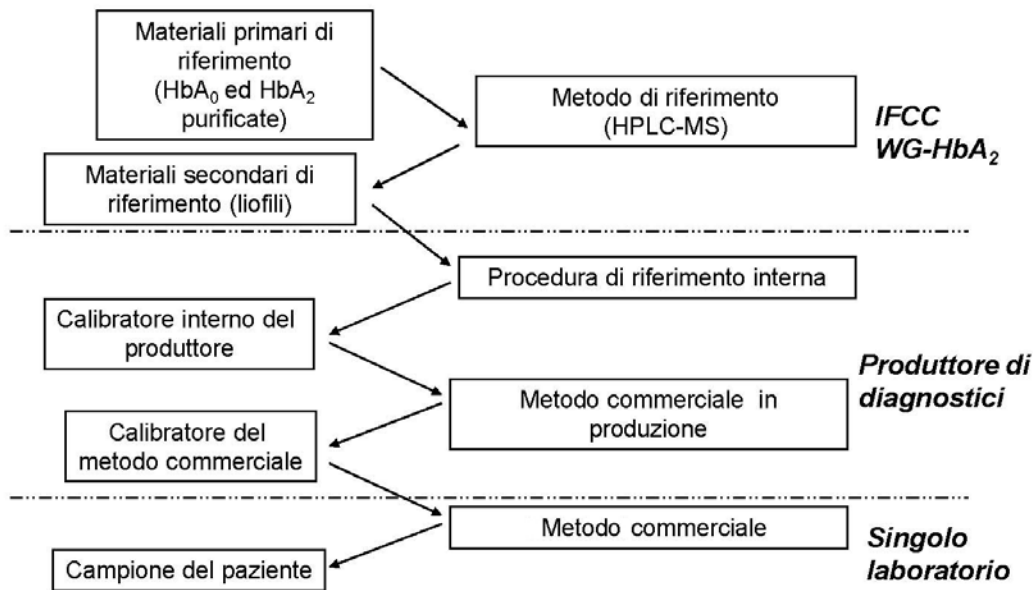 Materiali primari di
riferimento
(HbA₀ ed HbA₂
purificate)
Metodo di riferimento
(HPLC-MS)
IFCC
WG-HbA₂
Materiali secondari di
riferimento (liofili)
Procedura di riferimento interna
Calibratore interno del
produttore
Produttore di
diagnostici
Metodo commerciale in
produzione
Calibratore del
metodo commerciale
Metodo commerciale
Singolo
laboratorio
Campione del paziente